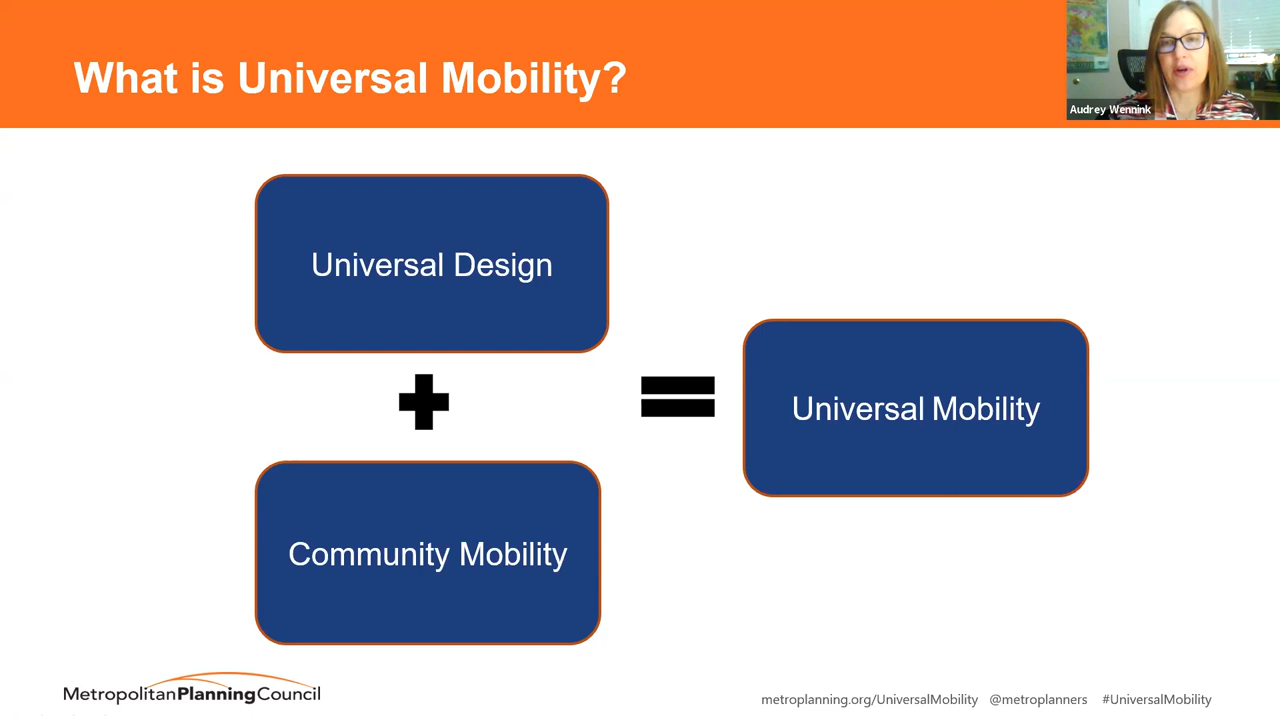 What is Universal Mobility?
Audrey Wennink
Universal Design
Universal Mobility
Community Mobility
MetropolitanPlanningCouncil
metroplanning.org/UniversalMobility @metroplanners #UniversalMobility